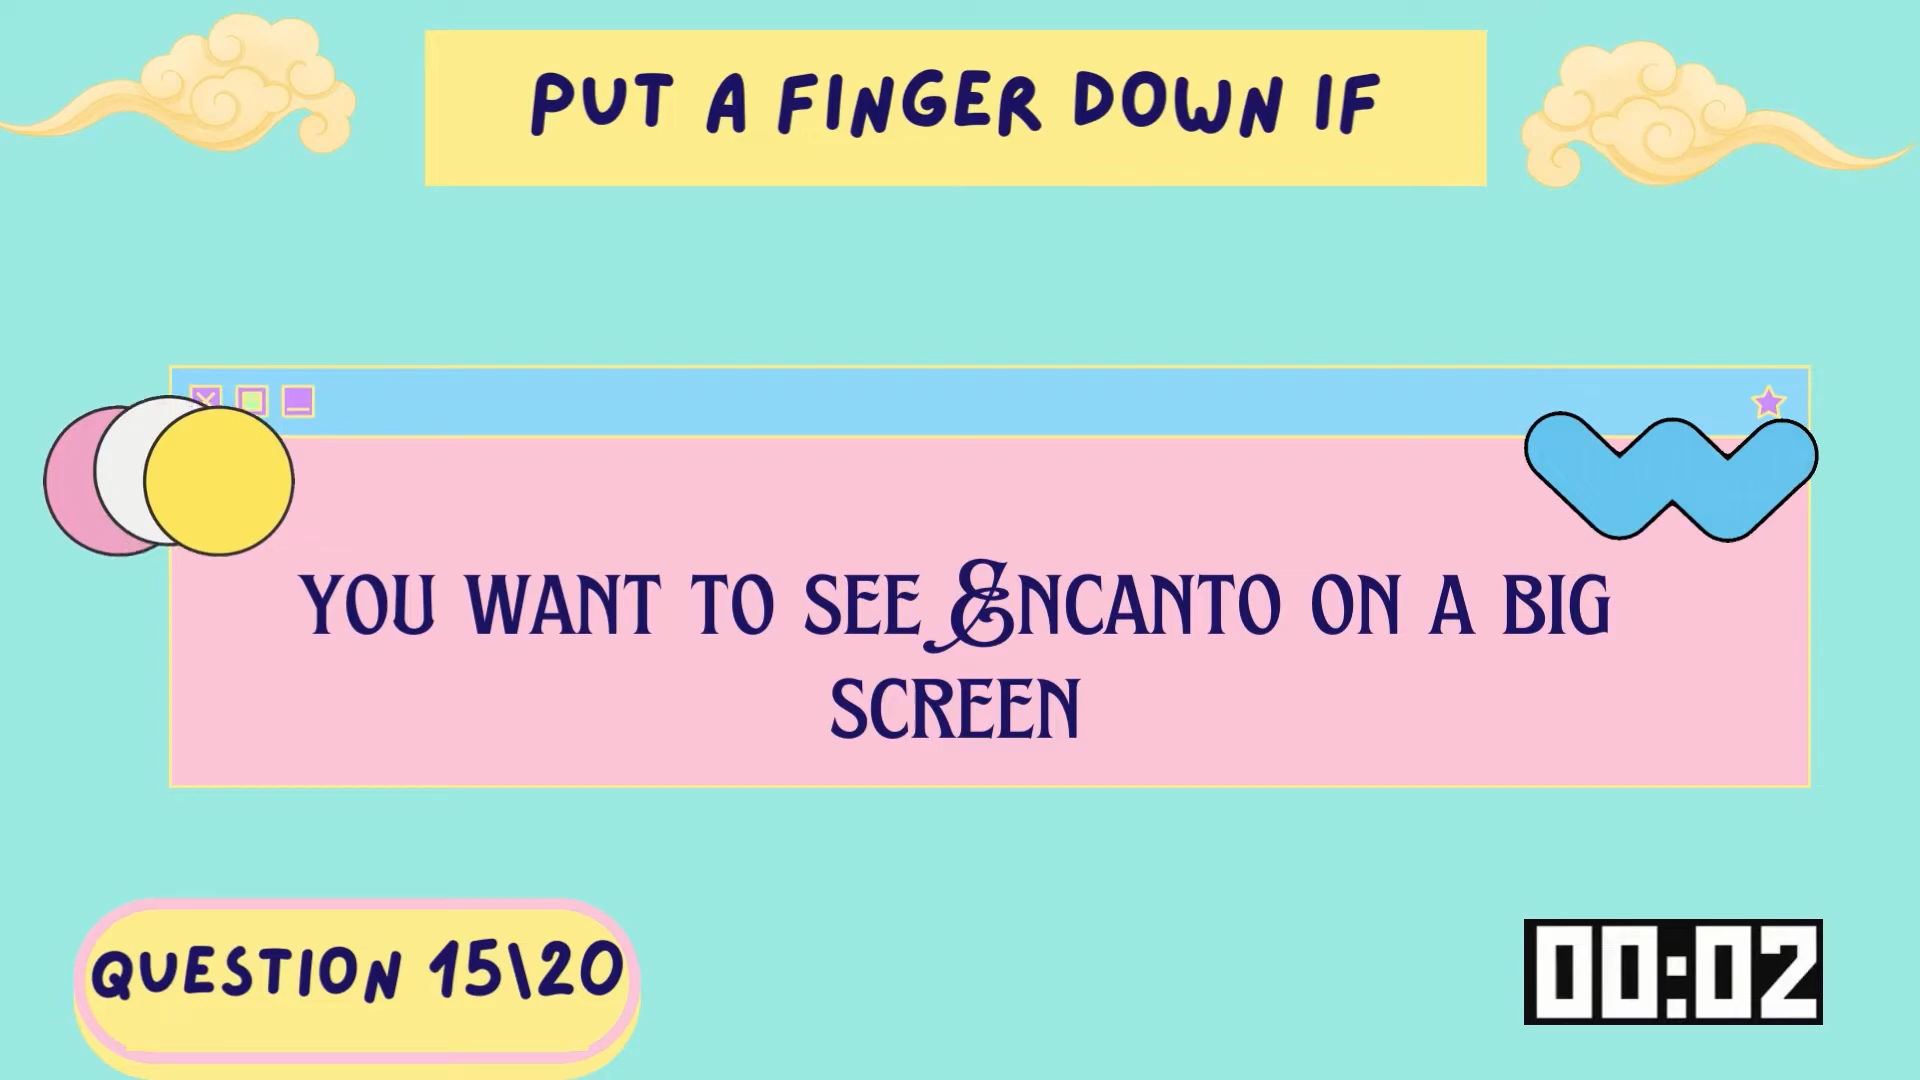 PUT A FINGER DOWN IF
YOU WANT TO SEE ENCANTO ON A BIG
SCREEN
QUESTION 15\20
00:02